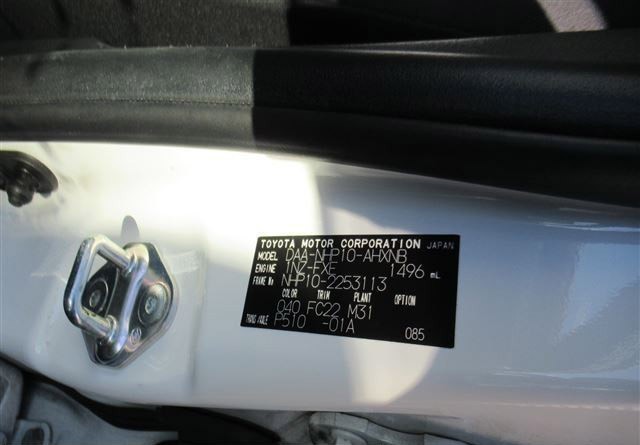 TOYOTA MOTOR CORPORATION JAPAN
MODEL DAA-NHP10-AHXNB
ENGINE 1NZ-FXE 1496 mL
FRAME No NHP10-2253113
COLOR TRIM PLANT OPTION
040 FC22 M31
TRANS AXLE P510 -01A
085